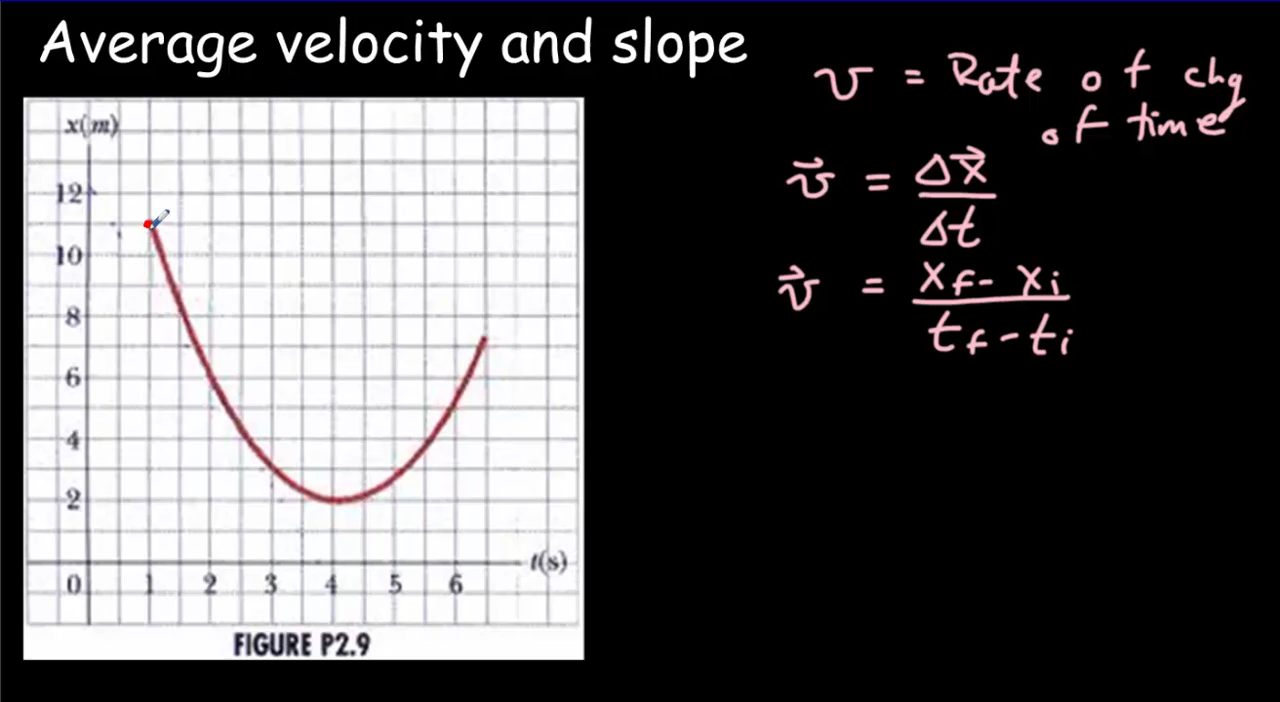 Average velocity and slope
v = Rate of chg
of time
x(m)
12
10
8
6
4
2
0 1 2 3 4 5 6
t(s)
FIGURE P2.9
v⃗ = Δx⃗
Δt
v⃗ = xf - xi
tf - ti